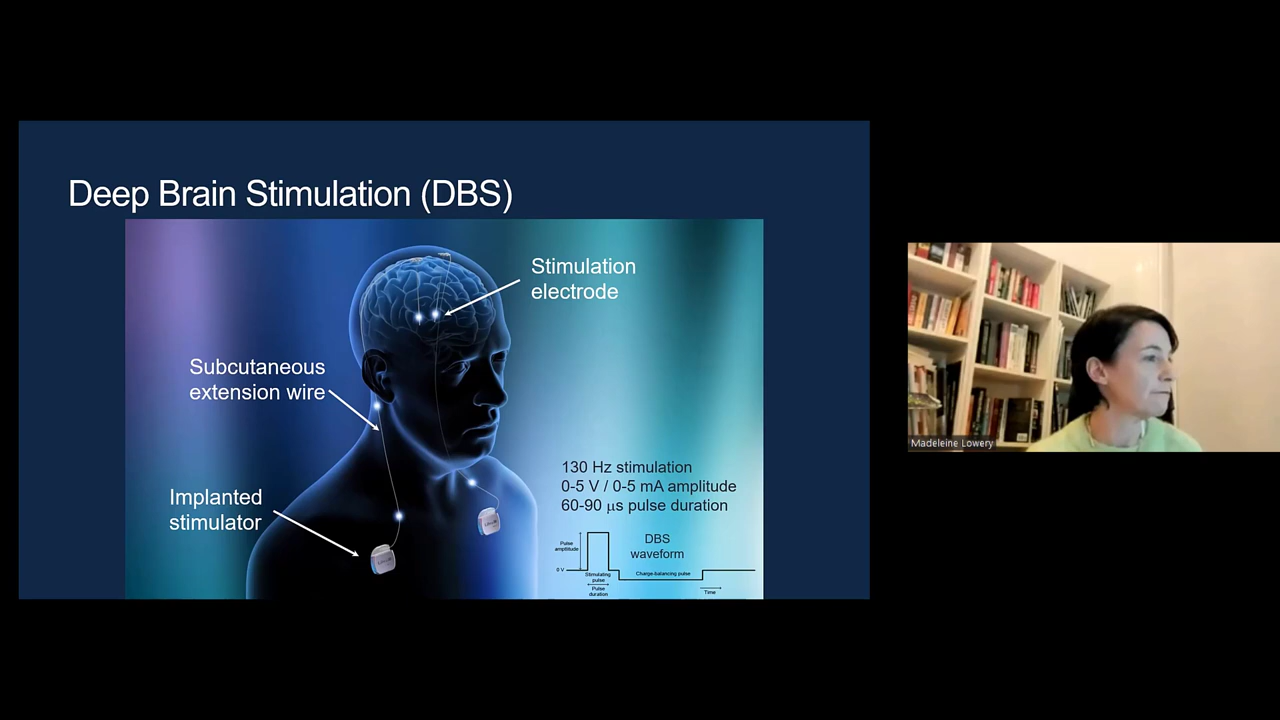 Deep Brain Stimulation (DBS)
Stimulation
electrode
Subcutaneous
extension wire
Implanted
stimulator
130 Hz stimulation
0-5 V / 0-5 mA amplitude
60-90 μs pulse duration
DBS
waveform
Pulse
amplitude
0 V
Stimulating
pulse
Charge-balancing pulse
Pulse
duration
Time
Madeleine Lowery